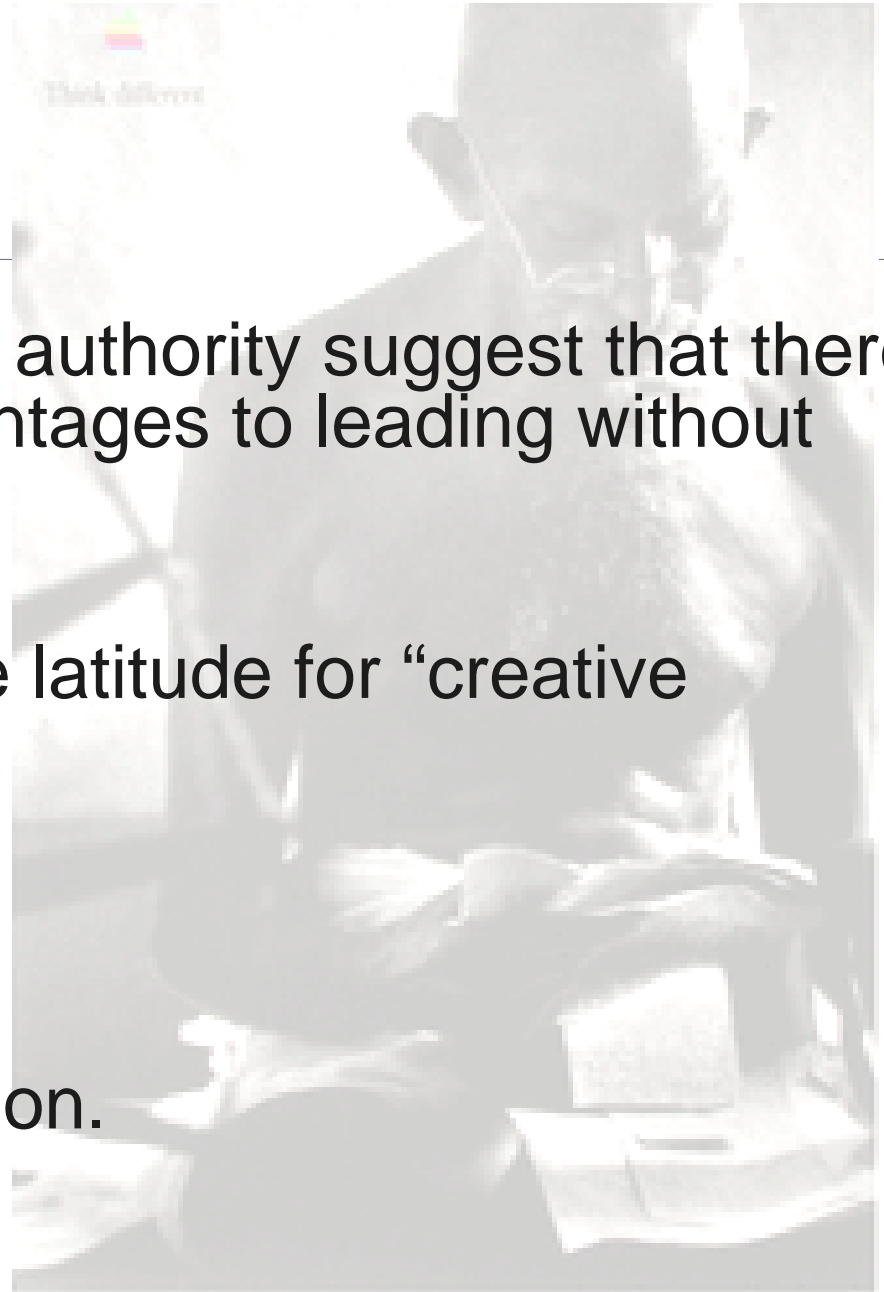 Think different
authority suggest that there
ntages to leading without
e latitude for “creative
on.